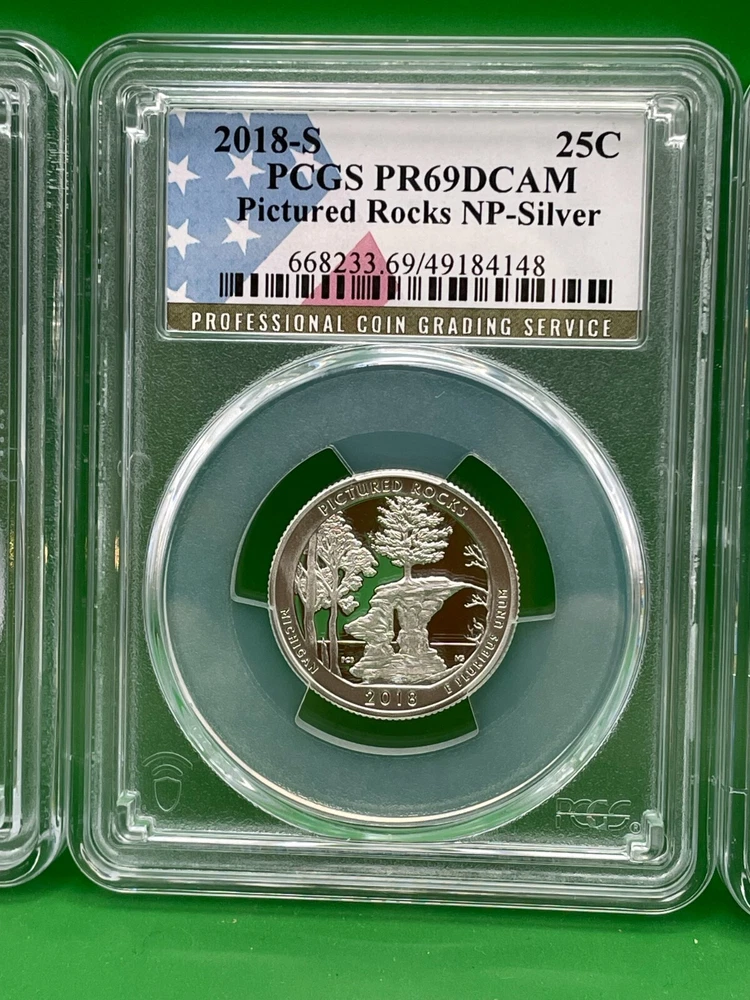 2018-S 25C
PCGS PR69DCAM
Pictured Rocks NP-Silver
668233.69/49184148
PROFESSIONAL COIN GRADING SERVICE
PICTURED ROCKS
MICHIGAN
2018
E PLURIBUS UNUM
PCGS